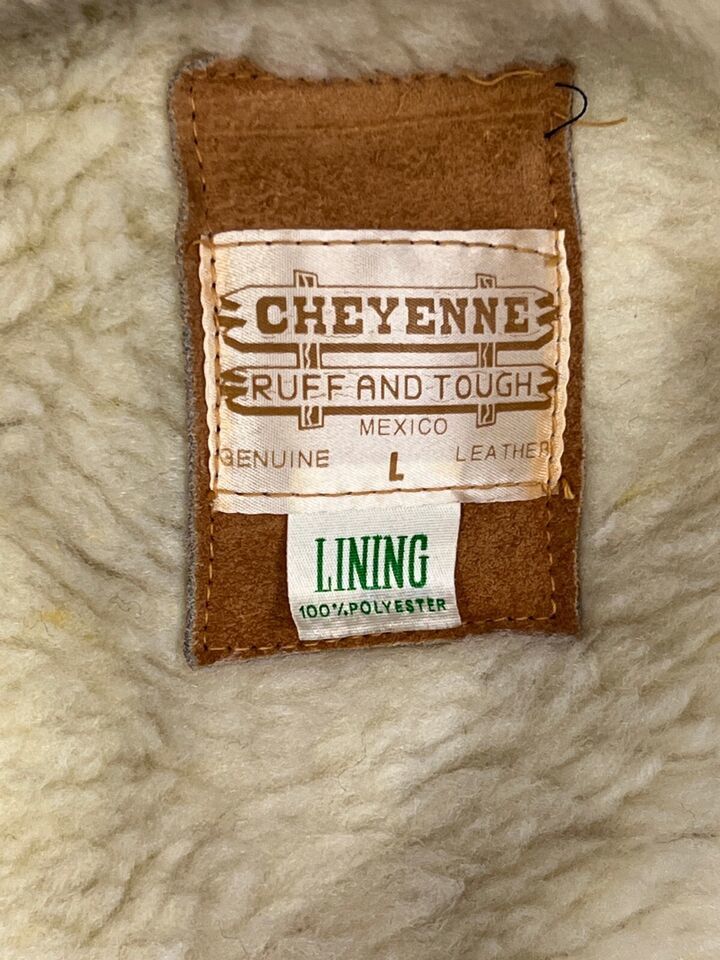 CHEYENNE
RUFF AND TOUGH
MEXICO
GENUINE L LEATHER
LINING
100% POLYESTER